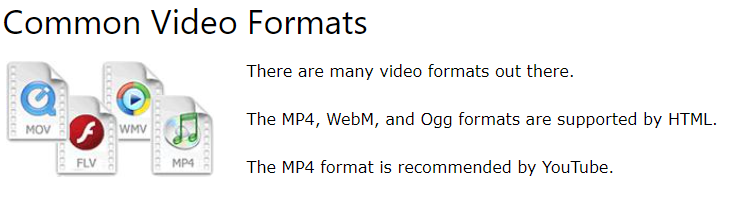 Common Video Formats
There are many video formats out there.
The MP4, WebM, and Ogg formats are supported by HTML.
The MP4 format is recommended by YouTube.
MOV
FLV
WMV
MP4